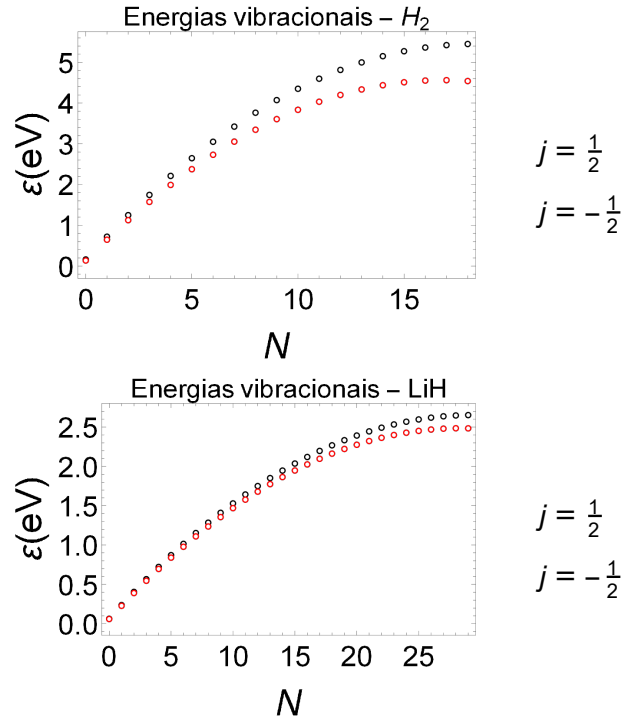 Energias vibracionais – H₂
5
4
3
2
1
0
ε(eV)
0 5 10 15
N
j = 1/2
j = − 1/2
Energias vibracionais – LiH
2.5
2.0
1.5
1.0
0.5
0.0
ε(eV)
0 5 10 15 20 25
N
j = 1/2
j = − 1/2